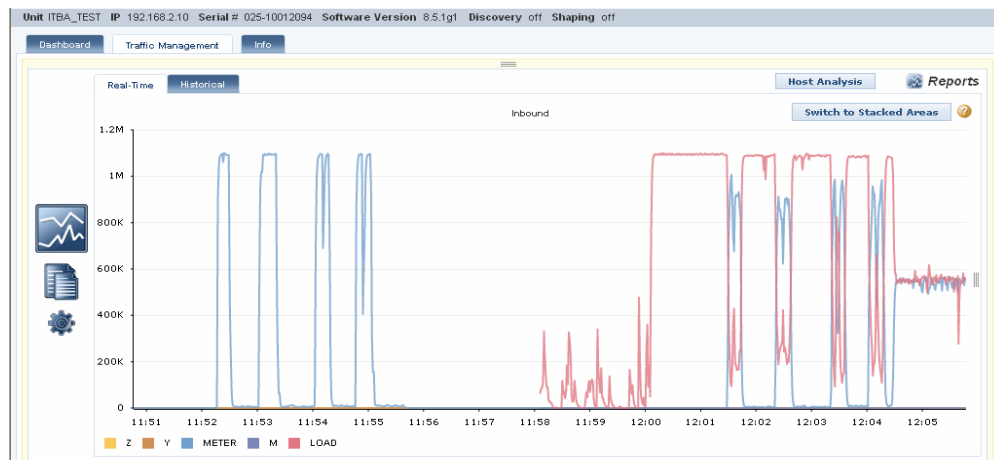 Unit ITBA_TEST IP 192.168.2.10 Serial # 025-10012094 Software Version 8.5.1g1 Discovery off Shaping off
Dashboard Traffic Management Info
Real-Time Historical Host Analysis Reports
Inbound Switch to Stacked Areas ?
1.2M
1M
800K
600K
400K
200K
0
11:51 11:52 11:53 11:54 11:55 11:56 11:57 11:58 11:59 12:00 12:01 12:02 12:03 12:04 12:05
Z Y METER M LOAD